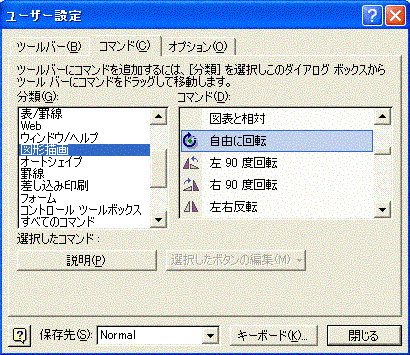 ユーザー設定
ツールバー(B) コマンド(C) オプション(O)
ツールバーにコマンドを追加するには、[分類] を選択しこのダイアログ ボックスから
ツール バーにコマンドをドラッグして移動します。
分類(G): コマンド(D):
表/罫線
Web
ウィンドウ/ヘルプ
図形描画
オートシェイプ
罫線
差し込み印刷
フォーム
コントロール ツールボックス
すべてのコマンド
図表と相対
自由に回転
左 90 度回転
右 90 度回転
左右反転
選択したコマンド:
説明(P) 選択したボタンの編集(M)
保存先(S): Normal キーボード(K)... 閉じる